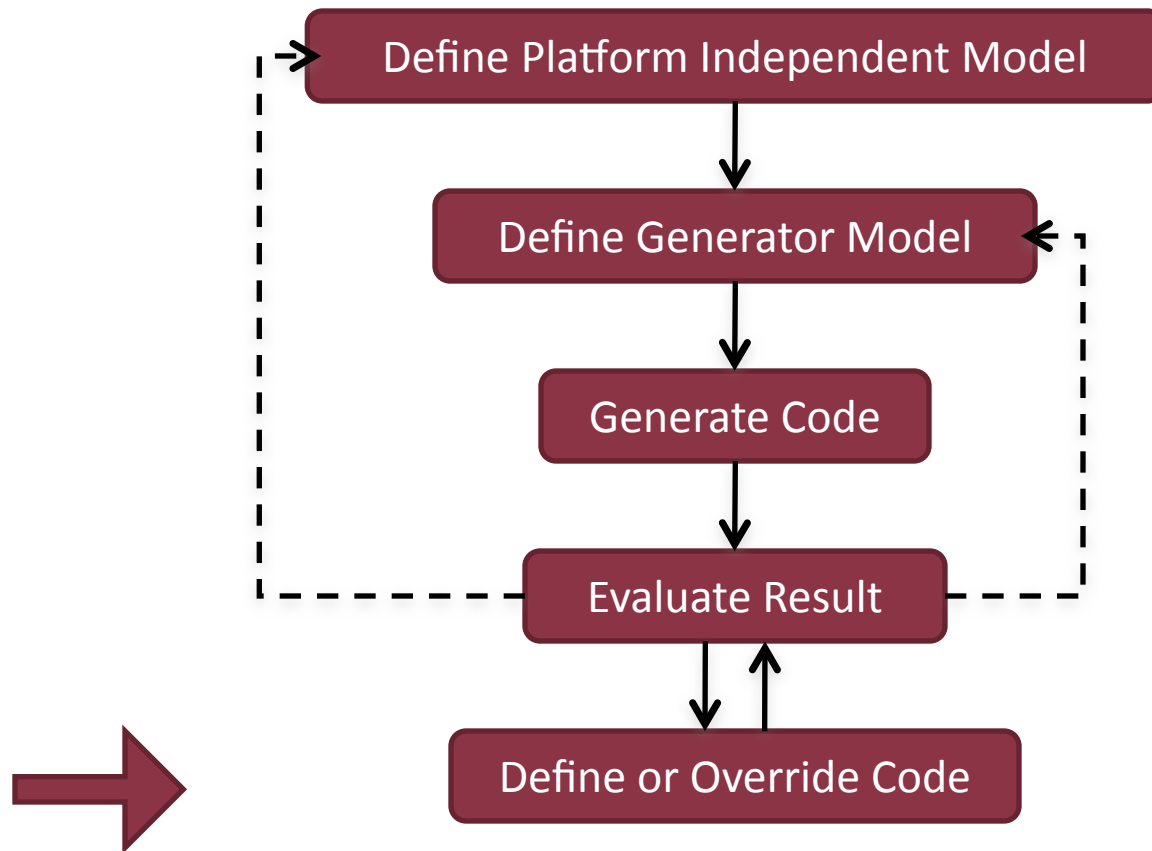 Define Platform Independent Model
Define Generator Model
Generate Code
Evaluate Result
Define or Override Code